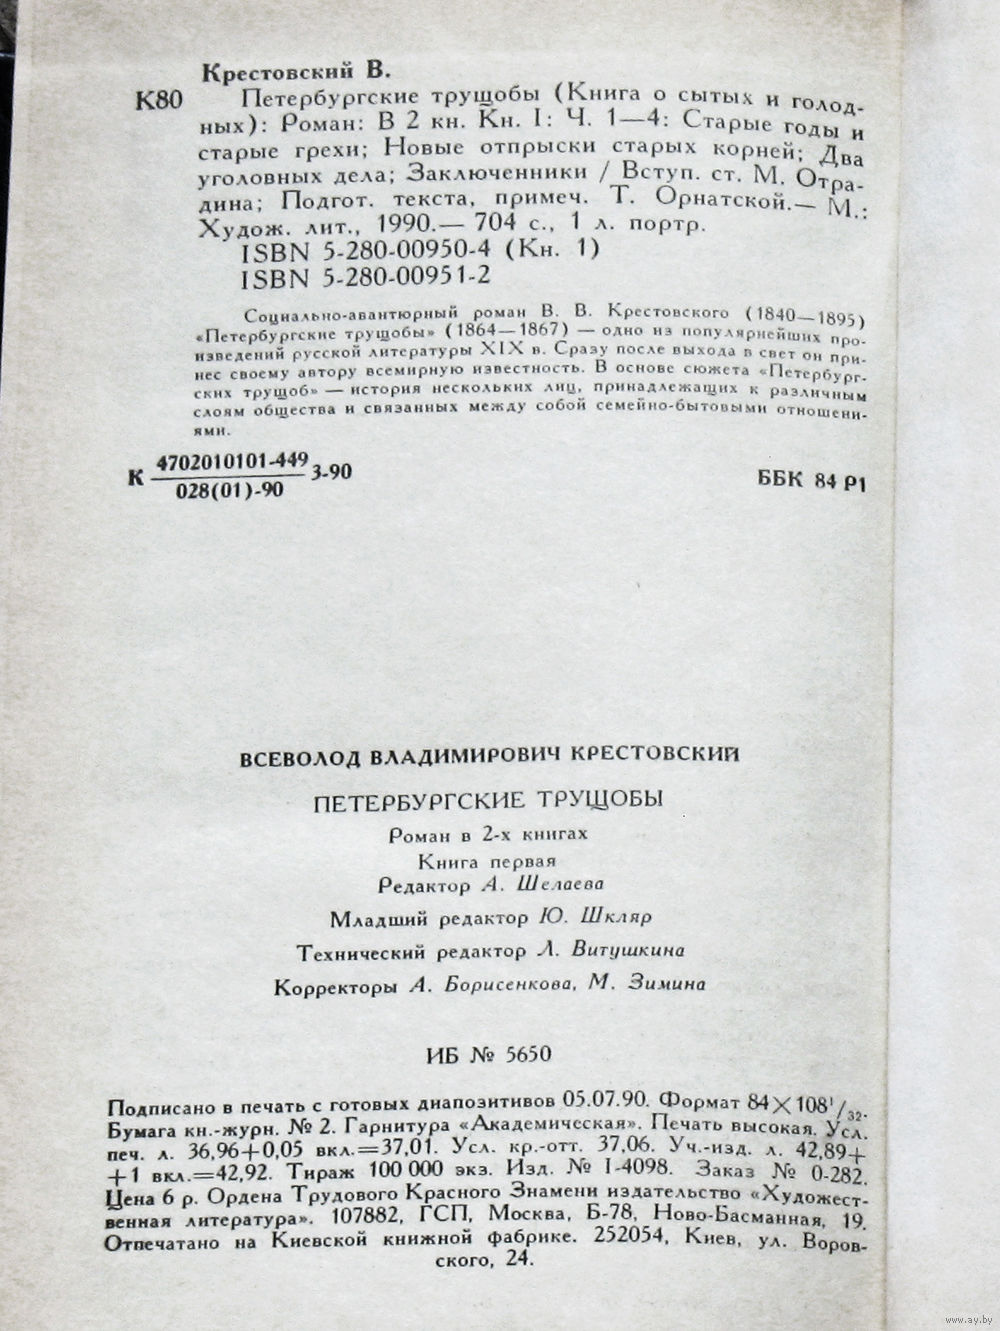 Крестовский В.
К80 Петербургские трущобы (Книга о сытых и голод-
ных): Роман: В 2 кн. Кн. I: Ч. 1—4: Старые годы и
старые грехи; Новые отпрыски старых корней; Два
уголовных дела; Заключенники / Вступ. ст. М. Отра-
дина; Подгот. текста, примеч. Т. Орнатской.— М.:
Худож. лит., 1990.— 704 с., 1 л. портр.
ISBN 5-280-00950-4 (Кн. 1)
ISBN 5-280-00951-2
Социально-авантюрный роман В. В. Крестовского (1840—1895)
«Петербургские трущобы» (1864—1867) — одно из популярнейших про-
изведений русской литературы XIX в. Сразу после выхода в свет он при-
нес своему автору всемирную известность. В основе сюжета «Петербург-
ских трущоб» — история нескольких лиц, принадлежащих к различным
слоям общества и связанных между собой семейно-бытовыми отношени-
ями.
К 4702010101-449 3-90
028(01)-90
ББК 84 Р1
ВСЕВОЛОД ВЛАДИМИРОВИЧ КРЕСТОВСКИЙ
ПЕТЕРБУРГСКИЕ ТРУЩОБЫ
Роман в 2-х книгах
Книга первая
Редактор А. Шелаева
Младший редактор Ю. Шкляр
Технический редактор Л. Витушкина
Корректоры А. Борисенкова, М. Зимина
ИБ № 5650
Подписано в печать с готовых диапозитивов 05.07.90. Формат 84×108¹/₃₂.
Бумага кн.-журн. № 2. Гарнитура «Академическая». Печать высокая. Усл.
печ. л. 36,96+0,05 вкл.=37,01. Усл. кр.-отт. 37,06. Уч.-изд. л. 42,89+
+1 вкл.=42,92. Тираж 100 000 экз. Изд. № I-4098. Заказ № 0-282.
Цена 6 р. Ордена Трудового Красного Знамени издательство «Художест-
венная литература». 107882, ГСП, Москва, Б-78, Ново-Басманная, 19.
Отпечатано на Киевской книжной фабрике. 252054, Киев, ул. Воров-
ского, 24.
www.ay.by